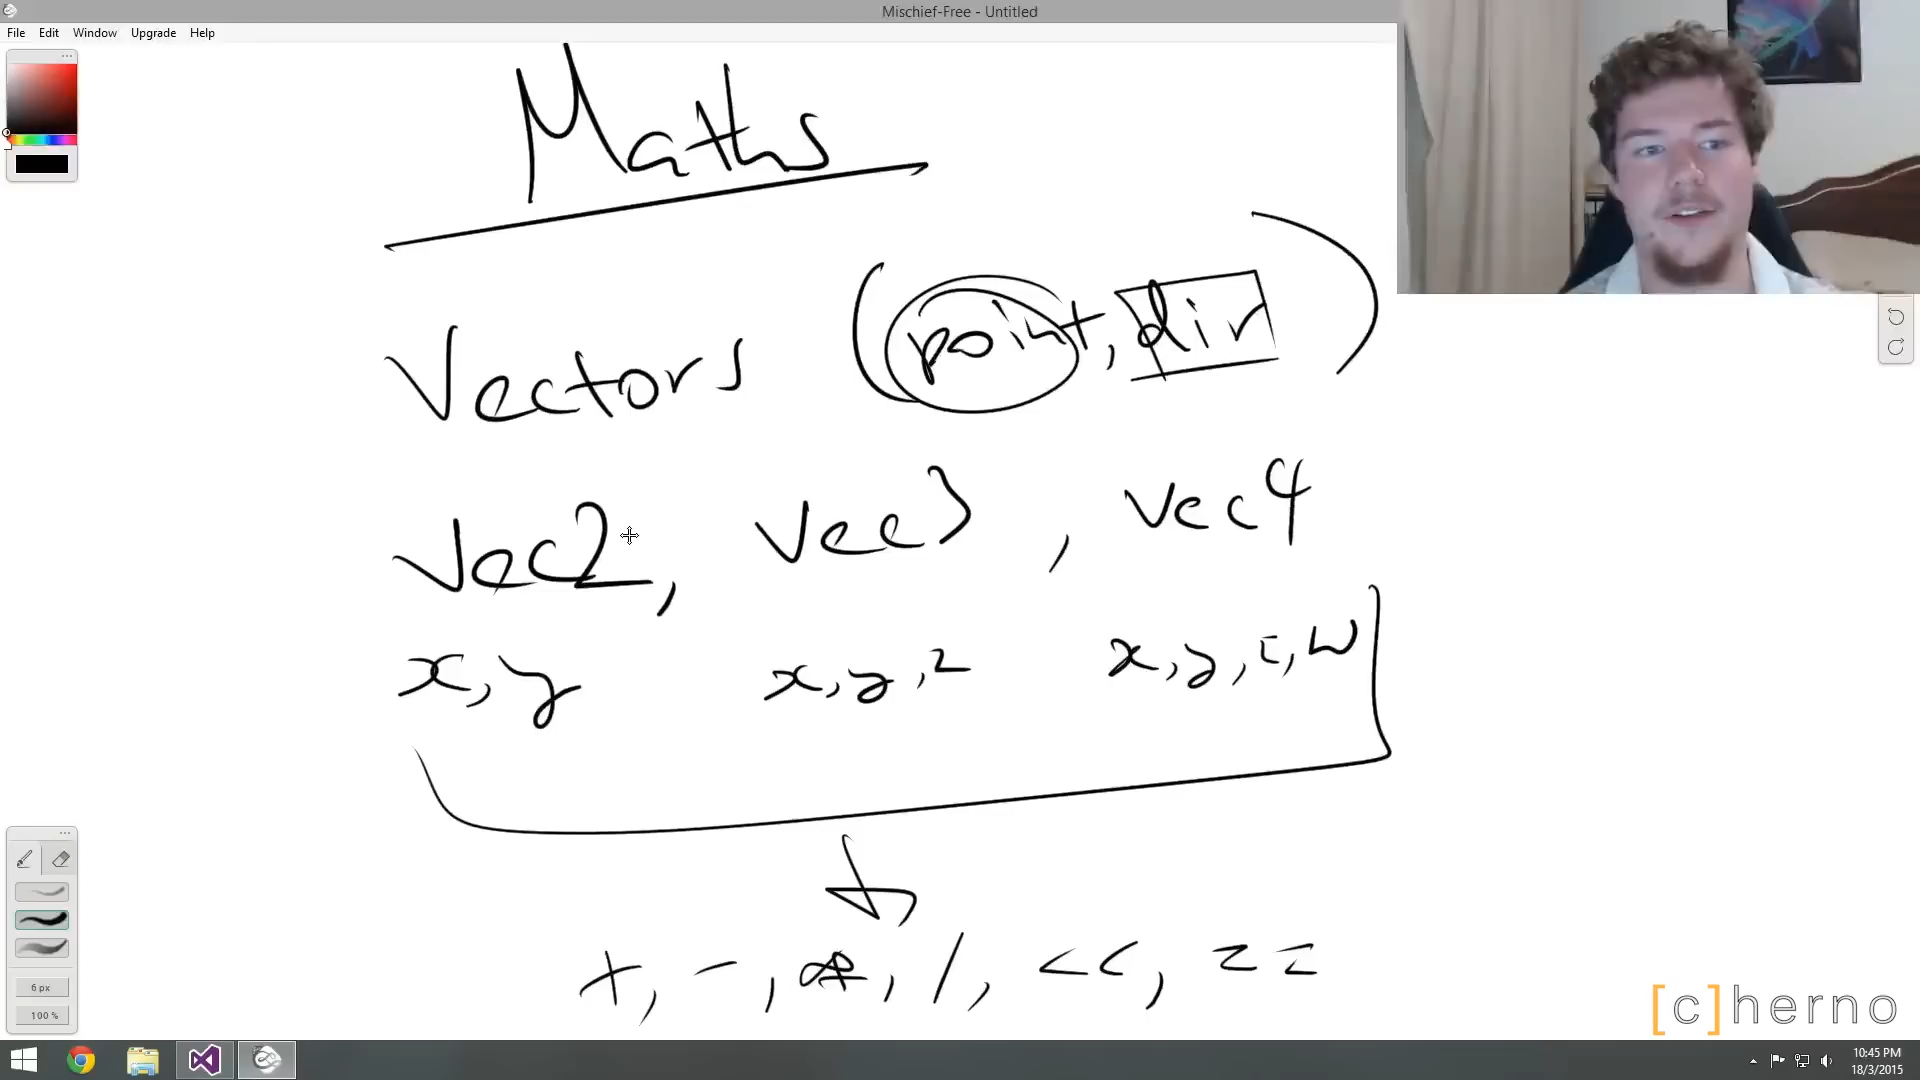 Mischief-Free - Untitled
File Edit Window Upgrade Help
Maths
Vectors (point, dir)
vec2, vec3, vec4
x, y x, y, z x, y, z, w
+, -, *, /, <<, ==
6 px
100 %
[c]herno
10:45 PM
18/3/2015